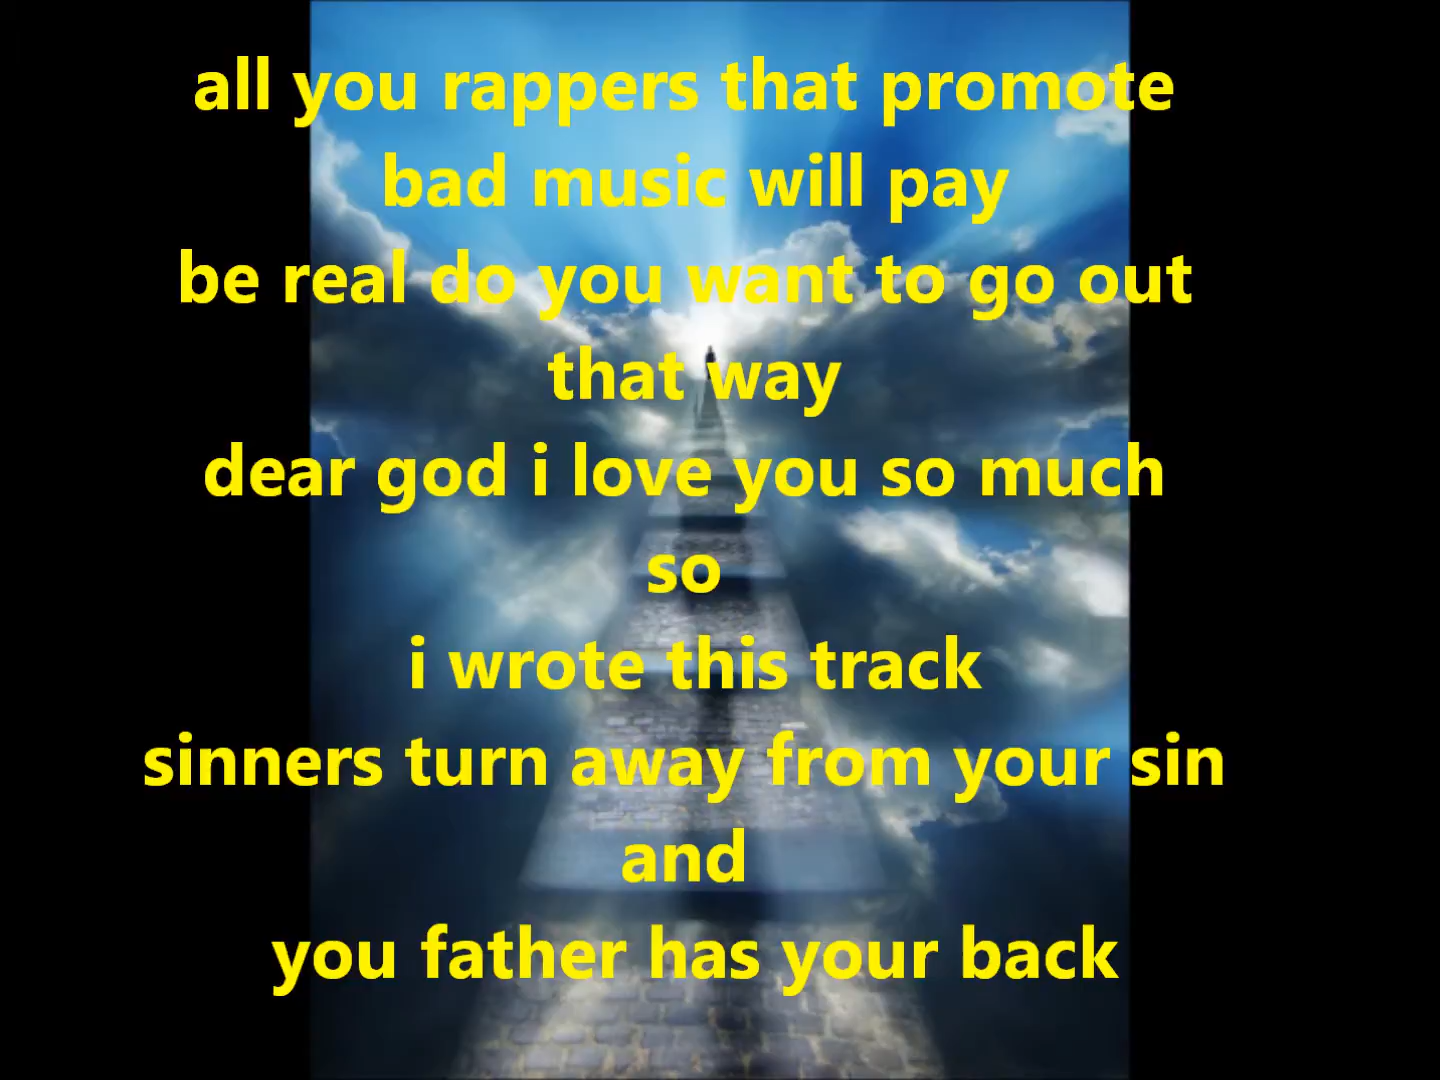 all you rappers that promote
bad music will pay
be real do you want to go out
that way
dear god i love you so much
so
i wrote this track
sinners turn away from your sin
and
you father has your back